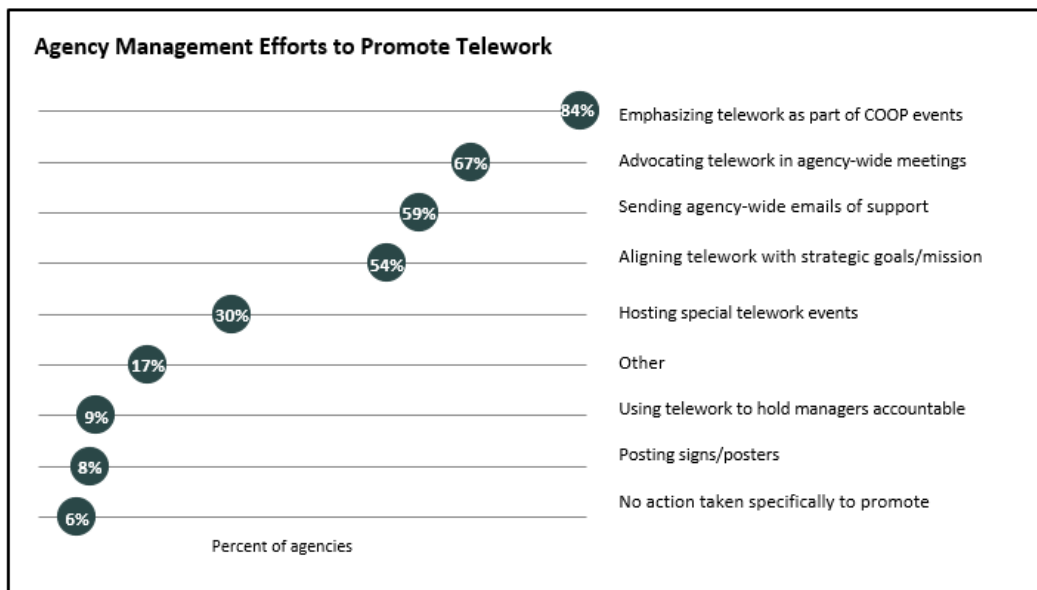 Agency Management Efforts to Promote Telework
84% Emphasizing telework as part of COOP events
67% Advocating telework in agency-wide meetings
59% Sending agency-wide emails of support
54% Aligning telework with strategic goals/mission
30% Hosting special telework events
17% Other
9% Using telework to hold managers accountable
8% Posting signs/posters
6% No action taken specifically to promote
Percent of agencies